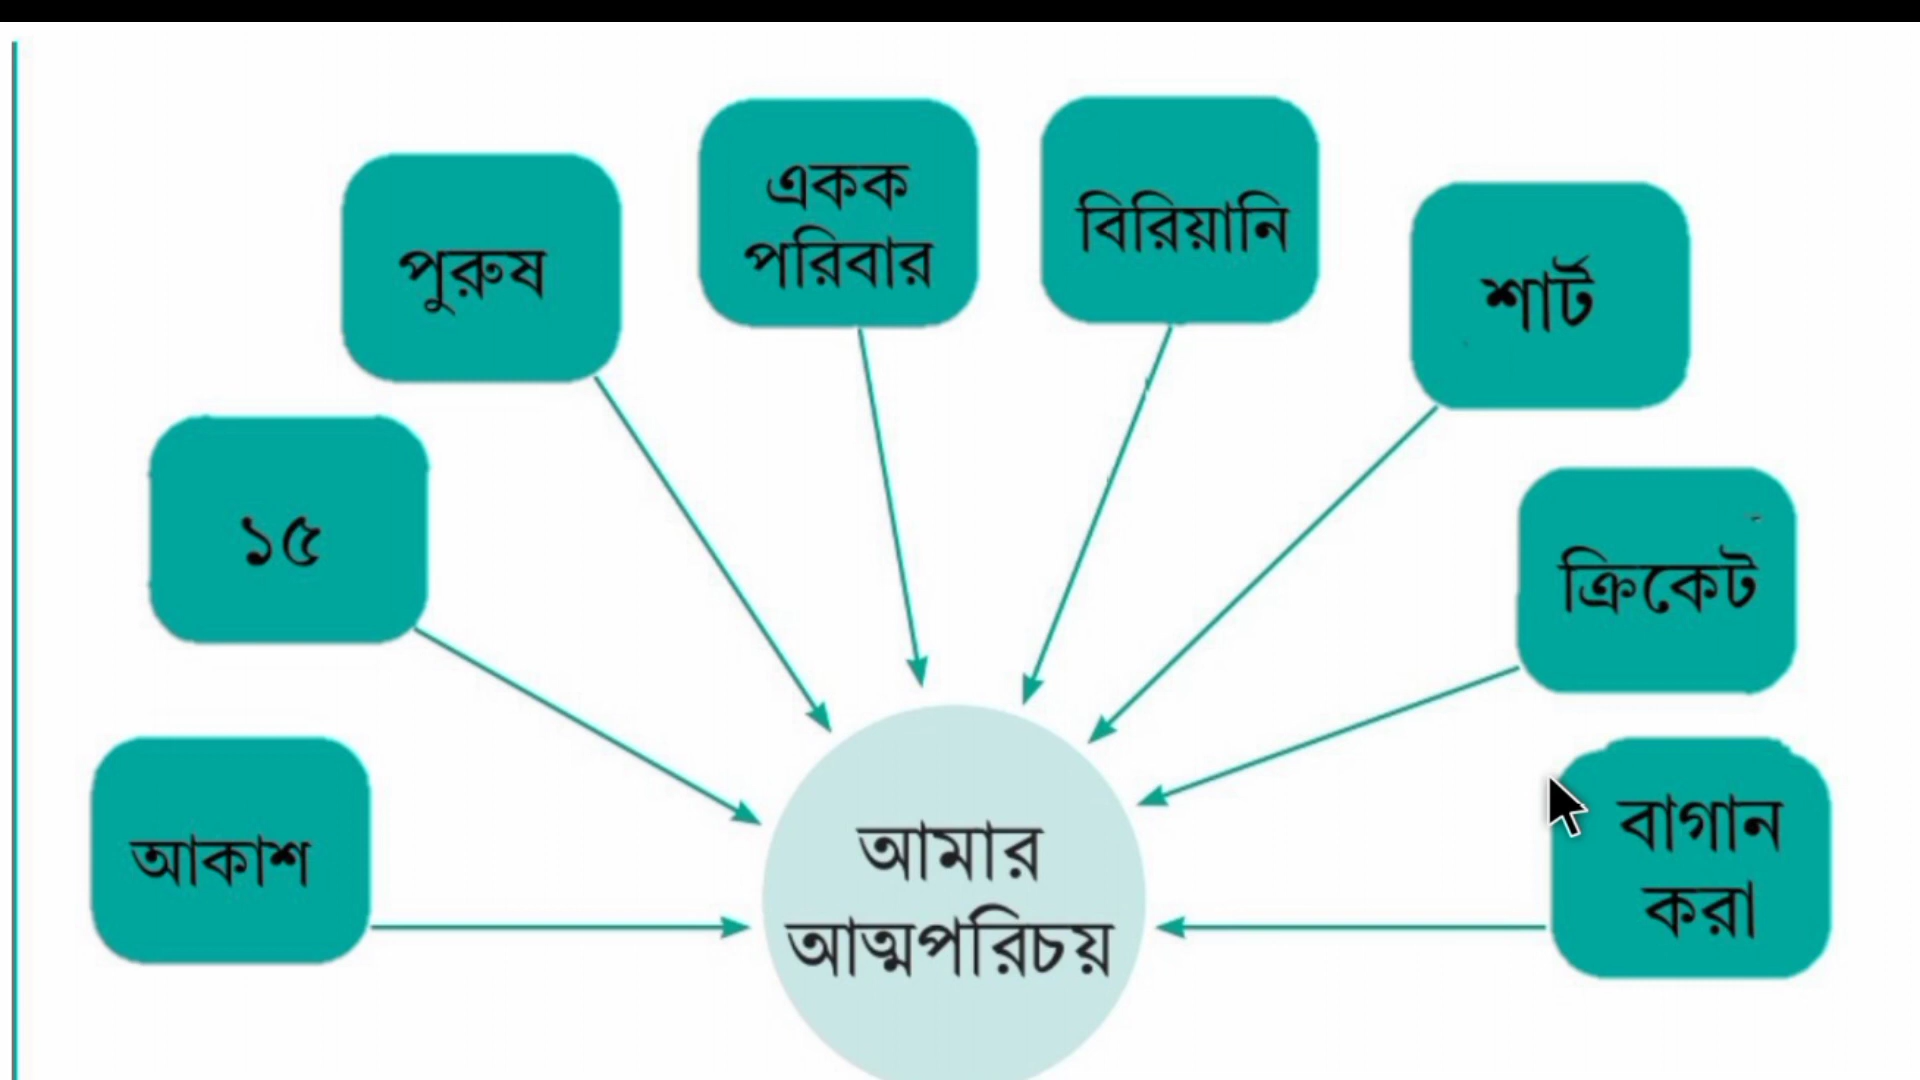 একক
পরিবার
বিরিয়ানি
পুরুষ
শার্ট
১৫
ক্রিকেট
আকাশ
বাগান
করা
আমার
আত্মপরিচয়